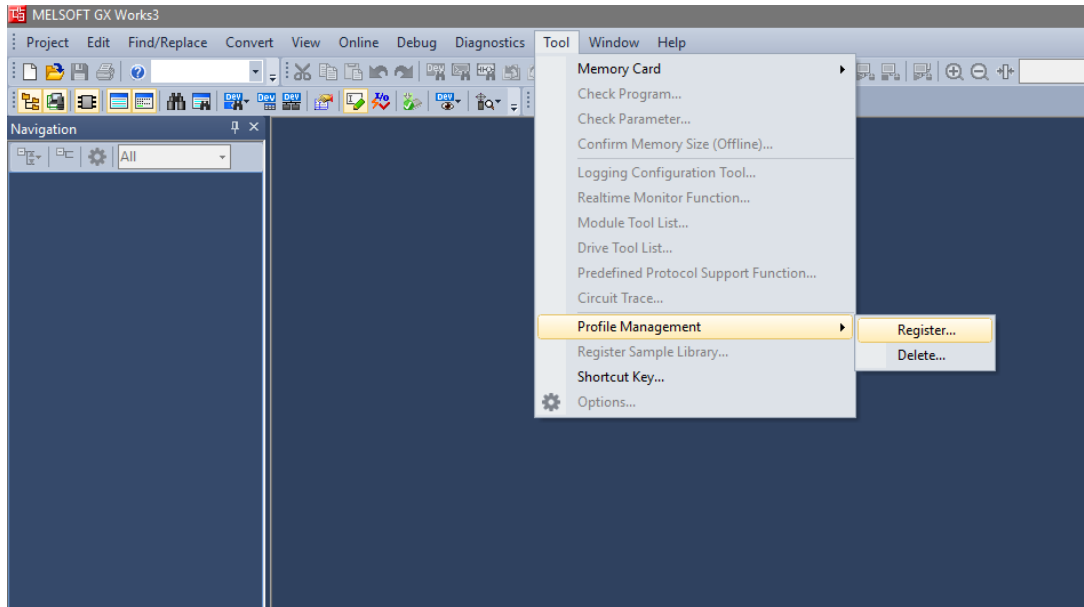 MELSOFT GX Works3
Project Edit Find/Replace Convert View Online Debug Diagnostics Tool Window Help
Navigation
All
Memory Card
Check Program...
Check Parameter...
Confirm Memory Size (Offline)...
Logging Configuration Tool...
Realtime Monitor Function...
Module Tool List...
Drive Tool List...
Predefined Protocol Support Function...
Circuit Trace...
Profile Management
Register Sample Library...
Shortcut Key...
Options...
Register...
Delete...